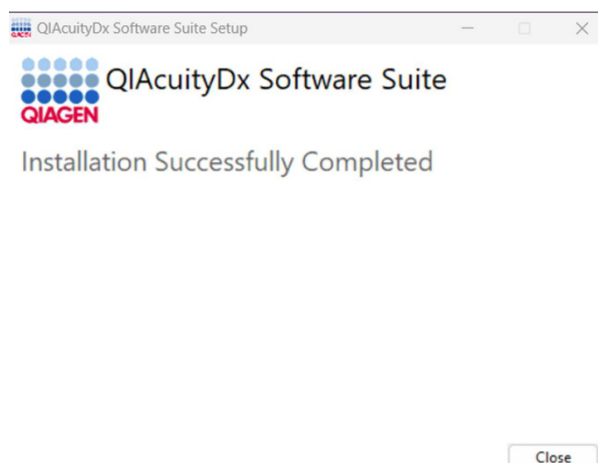 QIAcuityDx Software Suite Setup
QIAcuityDx Software Suite
QIAGEN
Installation Successfully Completed
Close